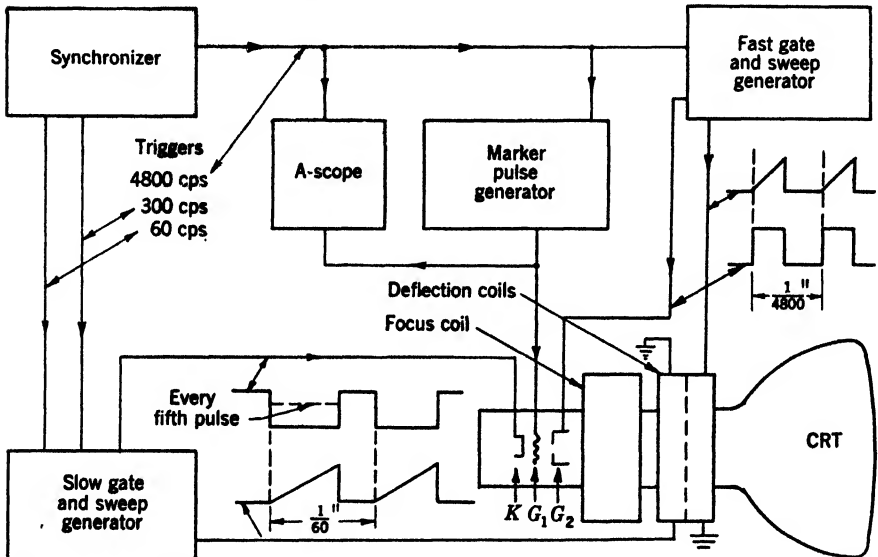 Synchronizer
Fast gate
and sweep
generator
Triggers
4800 cps
300 cps
60 cps
A-scope
Marker
pulse
generator
Deflection coils
Focus coil
1 "
4800
Every
fifth pulse
Slow gate
and sweep
generator
1 "
60
K G1 G2
CRT